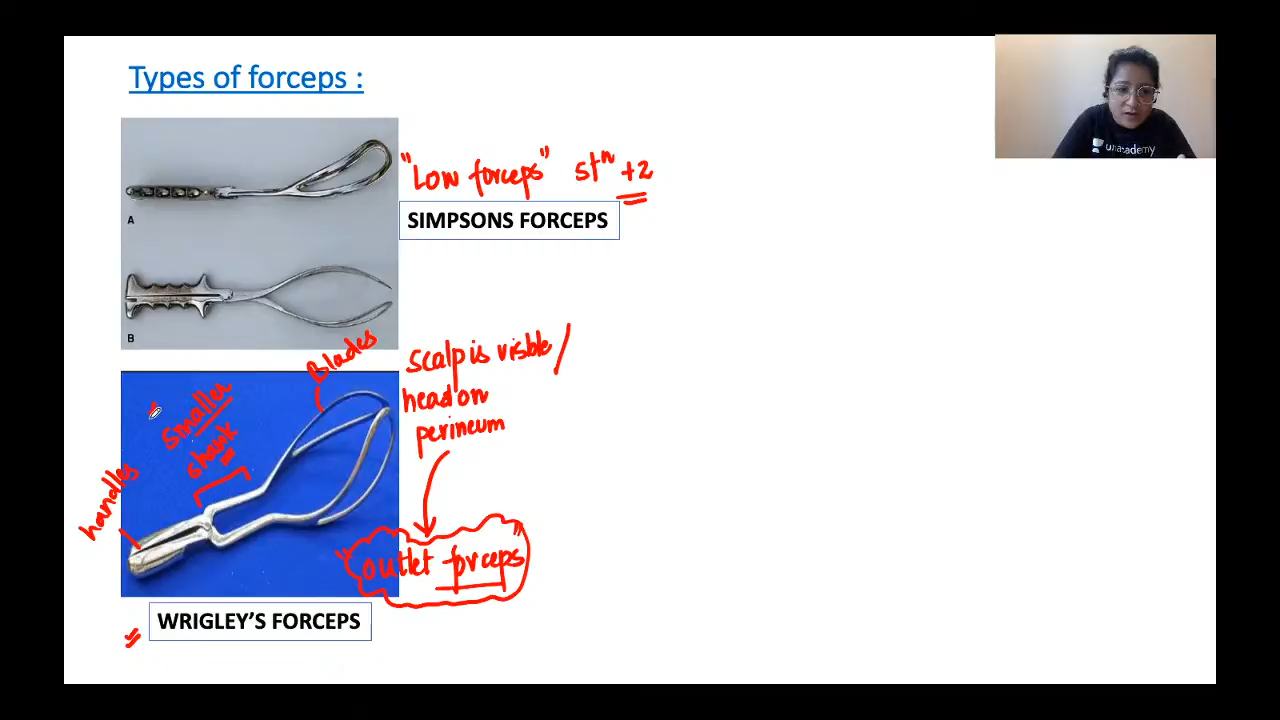 Types of forceps :
A
"Low forceps" stⁿ +2
SIMPSONS FORCEPS
B
Blades
scalp is visible/
head on
perineum
smaller
shank
handles
"outlet forceps"
WRIGLEY'S FORCEPS
unacademy